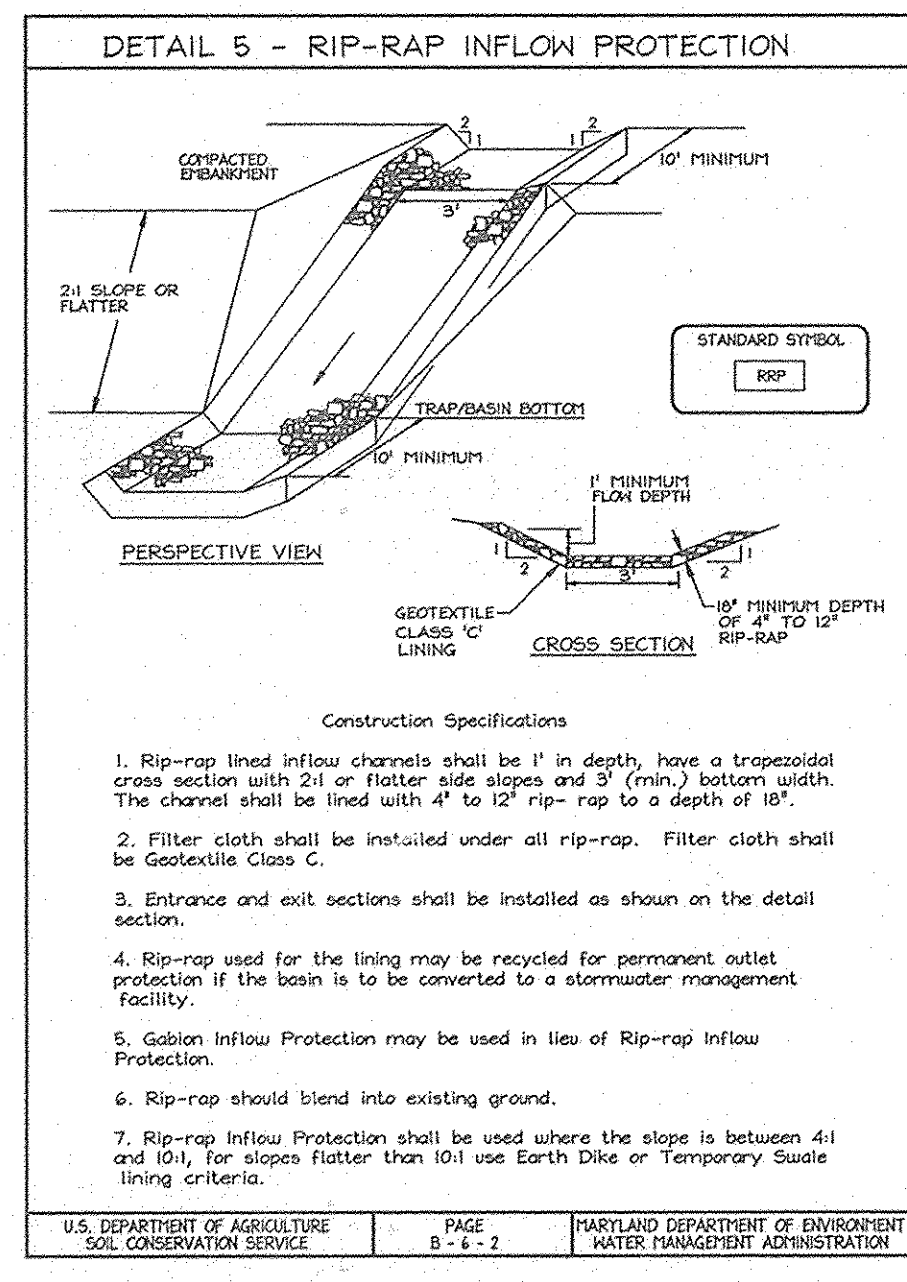 DETAIL 5 - RIP-RAP INFLOW PROTECTION
2
1
1
2
COMPACTED
EMBANKMENT
10' MINIMUM
3'
2:1 SLOPE OR
FLATTER
STANDARD SYMBOL
RRP
TRAP/BASIN BOTTOM
10' MINIMUM
PERSPECTIVE VIEW
1' MINIMUM
FLOW DEPTH
1
2
3'
1
2
GEOTEXTILE
CLASS 'C'
LINING
18" MINIMUM DEPTH
OF 4" TO 12"
RIP-RAP
CROSS SECTION
Construction Specifications
1. Rip-rap lined inflow channels shall be 1' in depth, have a trapezoidal
cross section with 2:1 or flatter side slopes and 3' (min.) bottom width.
The channel shall be lined with 4" to 12" rip- rap to a depth of 18".
2. Filter cloth shall be installed under all rip-rap. Filter cloth shall
be Geotextile Class C.
3. Entrance and exit sections shall be installed as shown on the detail
section.
4. Rip-rap used for the lining may be recycled for permanent outlet
protection if the basin is to be converted to a stormwater management
facility.
5. Gabion Inflow Protection may be used in lieu of Rip-rap Inflow
Protection.
6. Rip-rap should blend into existing ground.
7. Rip-rap Inflow Protection shall be used where the slope is between 4:1
and 10:1, for slopes flatter than 10:1 use Earth Dike or Temporary Swale
lining criteria.
U.S. DEPARTMENT OF AGRICULTURE
SOIL CONSERVATION SERVICE
PAGE
B - 6 - 2
MARYLAND DEPARTMENT OF ENVIRONMENT
WATER MANAGEMENT ADMINISTRATION